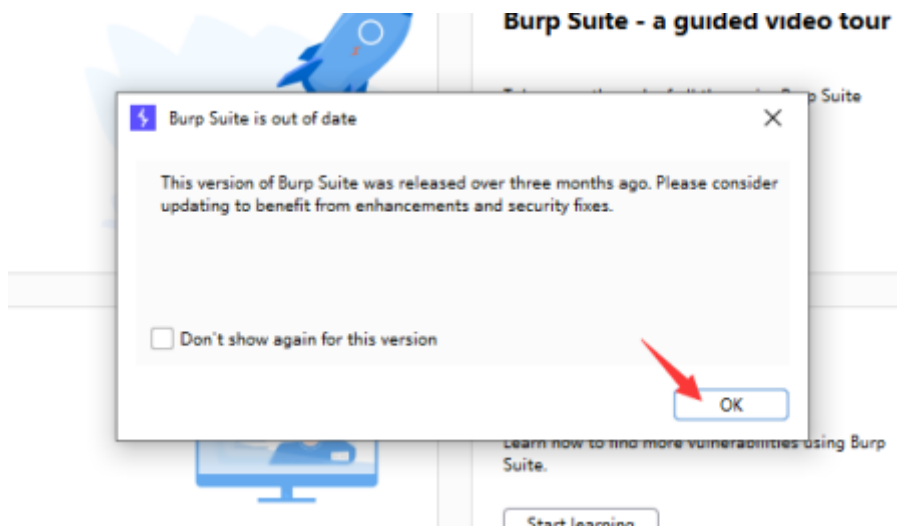 Burp Suite - a guided video tour
Burp Suite
Burp Suite is out of date
This version of Burp Suite was released over three months ago. Please consider
updating to benefit from enhancements and security fixes.
Don't show again for this version
OK
Learn how to find more vulnerabilities using Burp
Suite.
Start learning